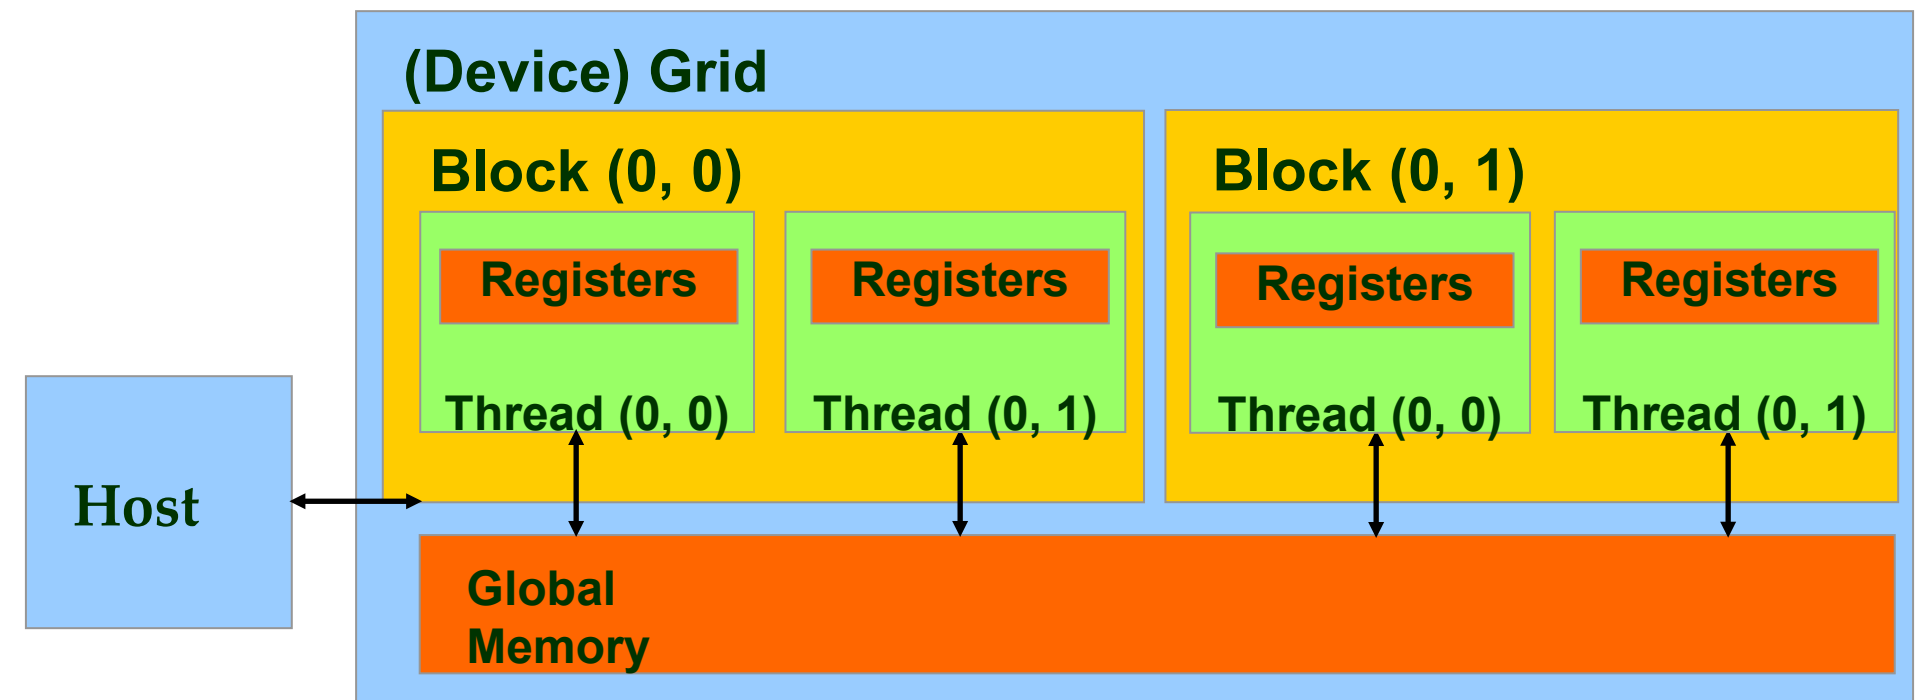 (Device) Grid
Block (0, 0)
Block (0, 1)
Registers
Registers
Registers
Registers
Thread (0, 0)
Thread (0, 1)
Thread (0, 0)
Thread (0, 1)
Host
Global
Memory